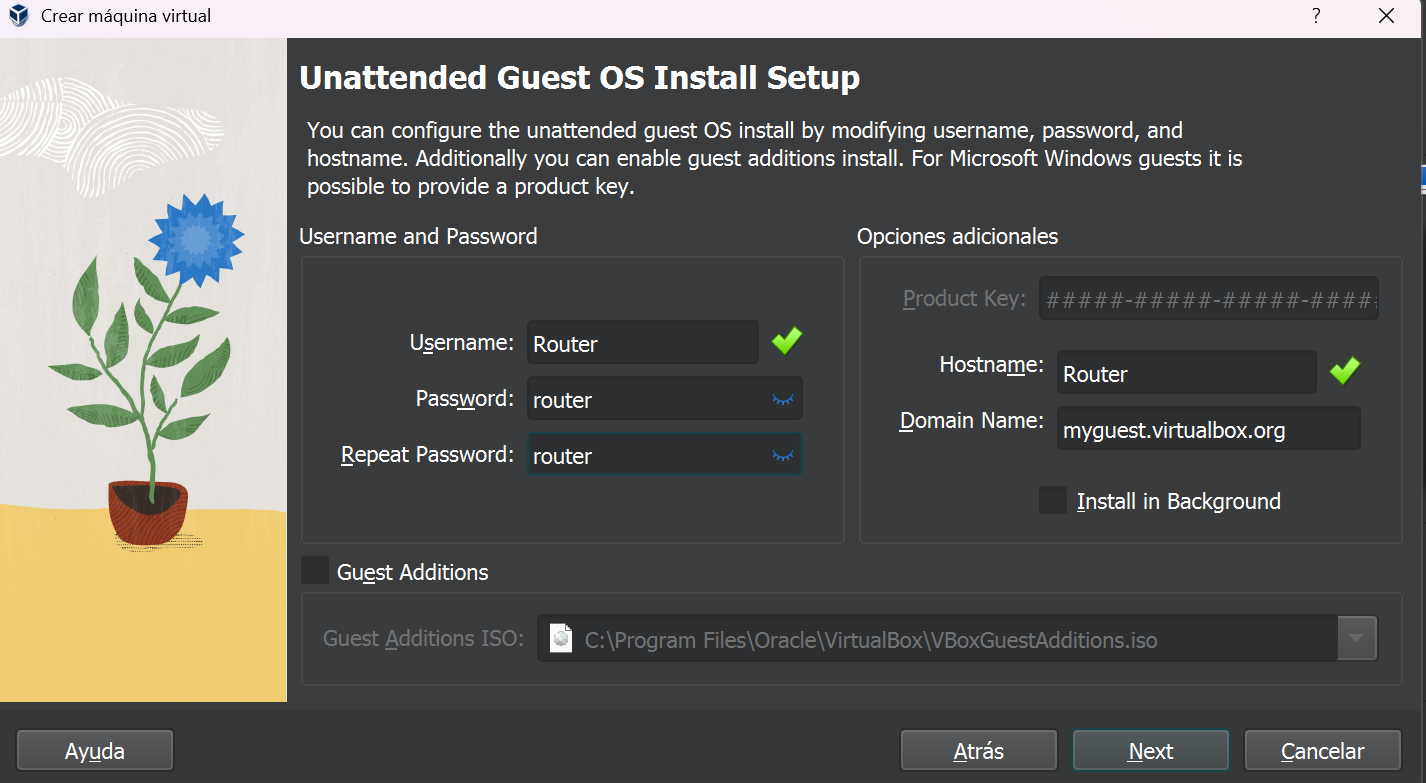 Crear máquina virtual
?
Unattended Guest OS Install Setup
You can configure the unattended guest OS install by modifying username, password, and
hostname. Additionally you can enable guest additions install. For Microsoft Windows guests it is
possible to provide a product key.
Username and Password
Username: Router
Password: router
Repeat Password: router
Opciones adicionales
Product Key: #####-#####-#####-#####
Hostname: Router
Domain Name: myguest.virtualbox.org
Install in Background
Guest Additions
Guest Additions ISO: C:\Program Files\Oracle\VirtualBox\VBoxGuestAdditions.iso
Ayuda
Atrás
Next
Cancelar